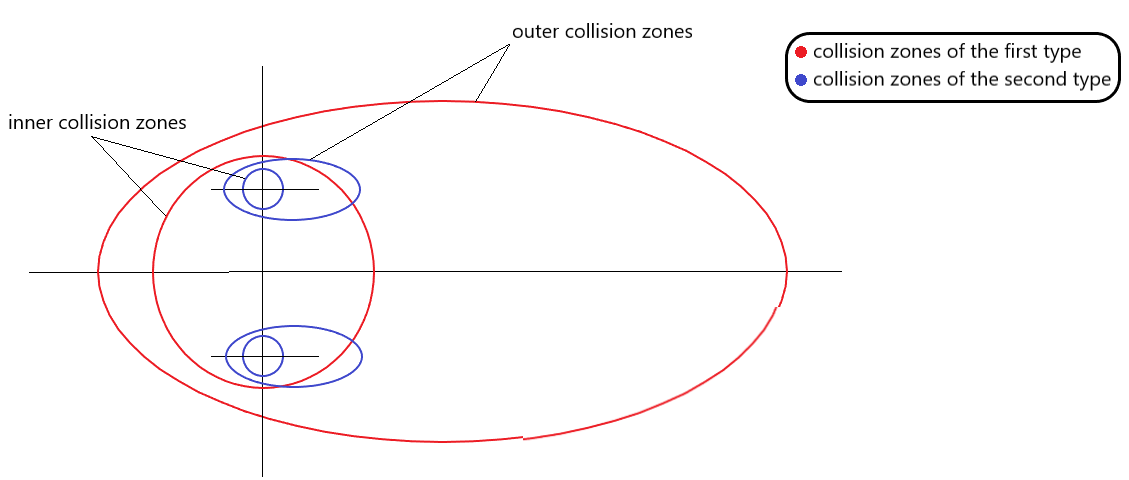 outer collision zones
collision zones of the first type
collision zones of the second type
inner collision zones